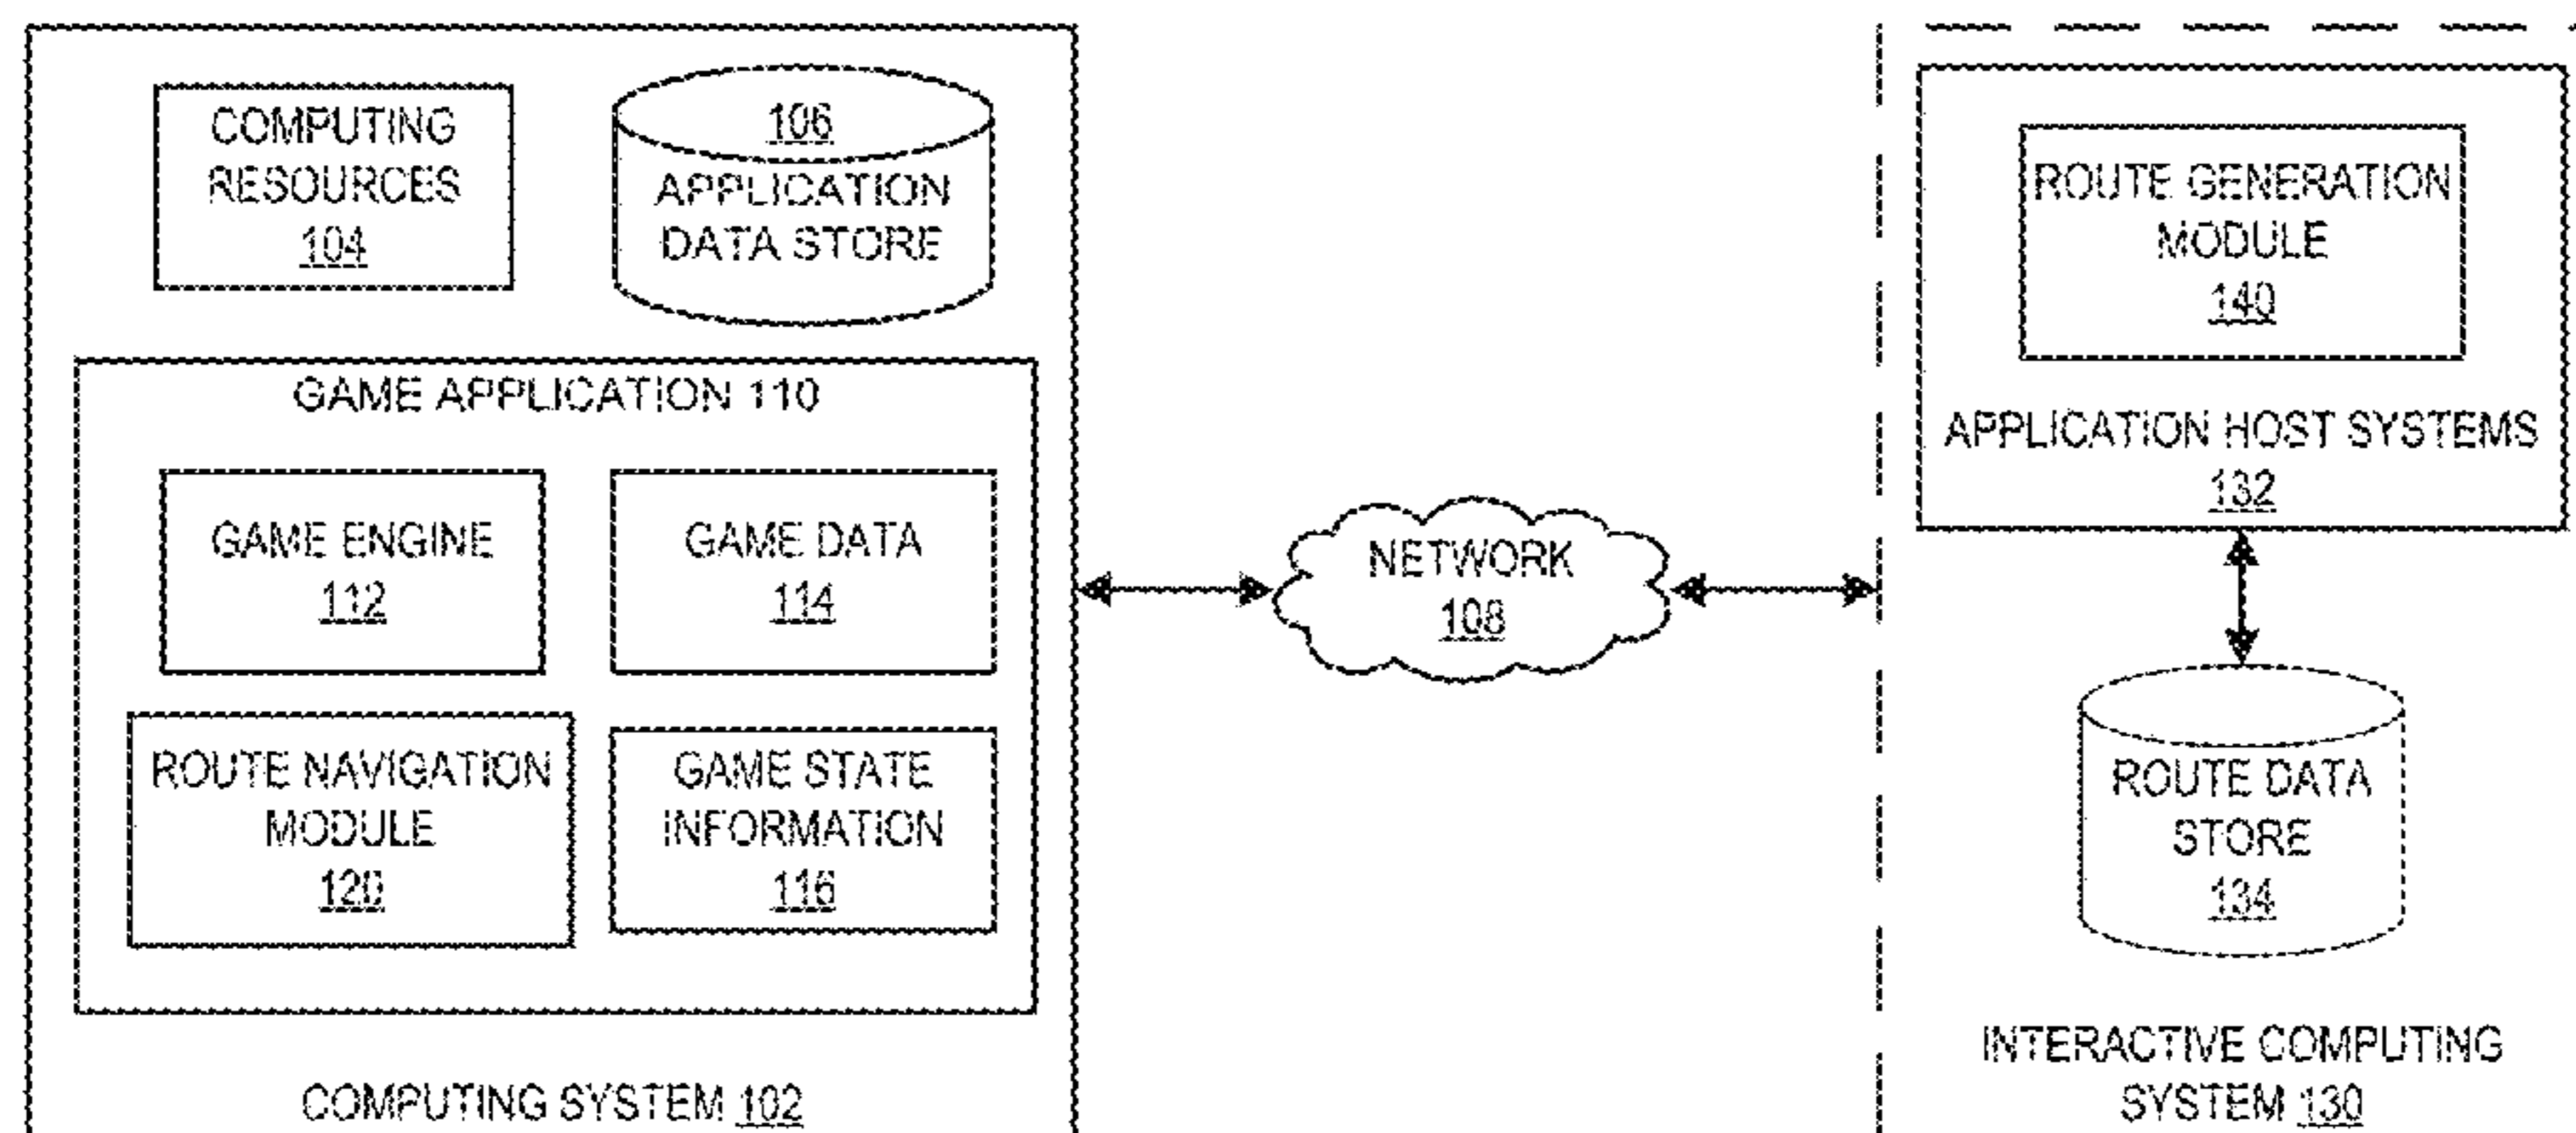 COMPUTING
RESOURCES
104
106
APPLICATION
DATA STORE
GAME APPLICATION 110
GAME ENGINE
112
GAME DATA
114
ROUTE NAVIGATION
MODULE
120
GAME STATE
INFORMATION
116
COMPUTING SYSTEM 102
NETWORK
108
ROUTE GENERATION
MODULE
140
APPLICATION HOST SYSTEMS
132
ROUTE DATA
STORE
134
INTERACTIVE COMPUTING
SYSTEM 130